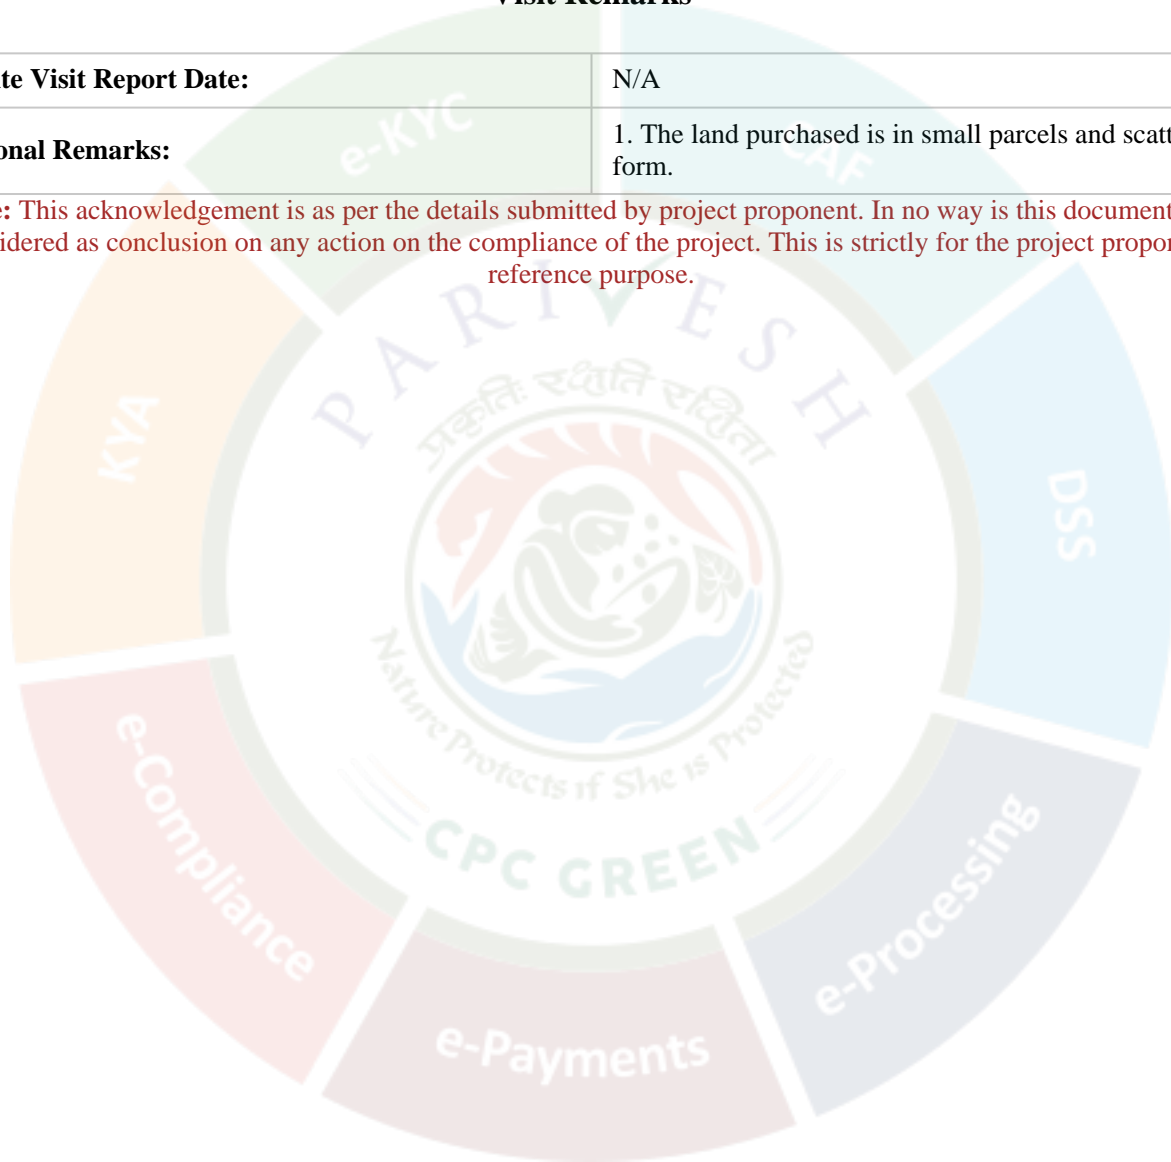 Visit Remarks
te Visit Report Date: N/A
onal Remarks: 1. The land purchased is in small parcels and scatt
form.
e: This acknowledgement is as per the details submitted by project proponent. In no way is this document
idered as conclusion on any action on the compliance of the project. This is strictly for the project propor
reference purpose.
e-KYC
CAF
PARIVESH
प्रकृतिः रक्षति रक्षिता
KYA
DSS
Nature Protects if She is Protected
e-Compliance
CPC GREEN
e-Processing
e-Payments